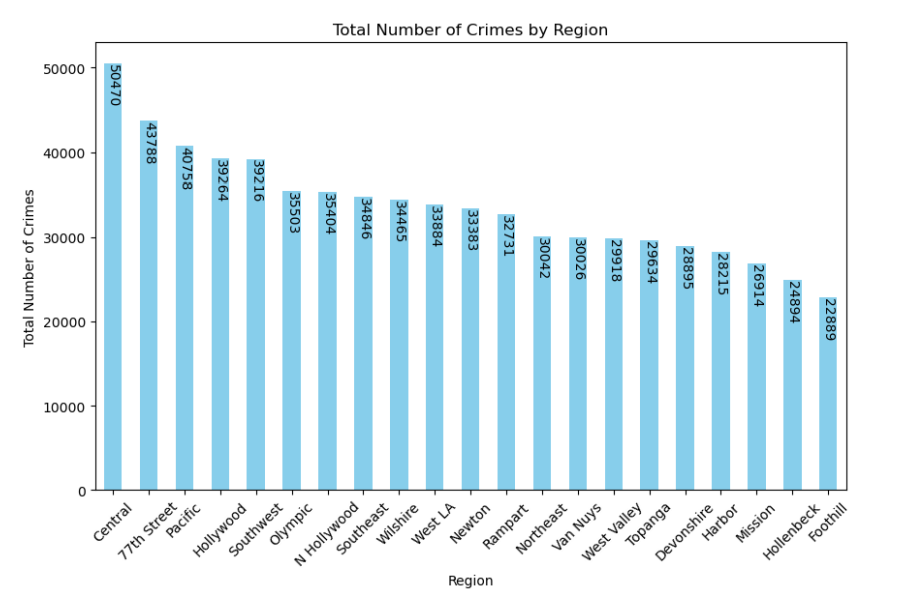 Total Number of Crimes by Region
Total Number of Crimes
50000
40000
30000
20000
10000
0
50470
43788
40758
39264
39216
35503
35404
34846
34465
33884
33383
32731
30042
30026
29918
29634
28895
28215
26914
24894
22889
Central
77th Street
Pacific
Hollywood
Southwest
Olympic
N Hollywood
Southeast
Wilshire
West LA
Newton
Rampart
Northeast
Van Nuys
West Valley
Topanga
Devonshire
Harbor
Mission
Hollenbeck
Foothill
Region